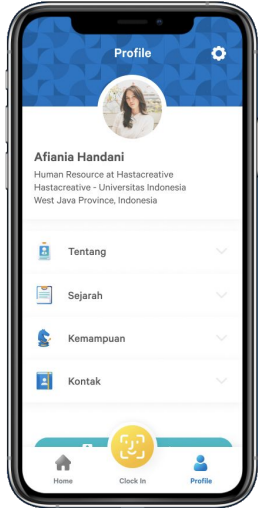 Profile
Afiania Handani
Human Resource at Hastacreative
Hastacreative - Universitas Indonesia
West Java Province, Indonesia
Tentang
Sejarah
Kemampuan
Kontak
Home
Clock In
Profile